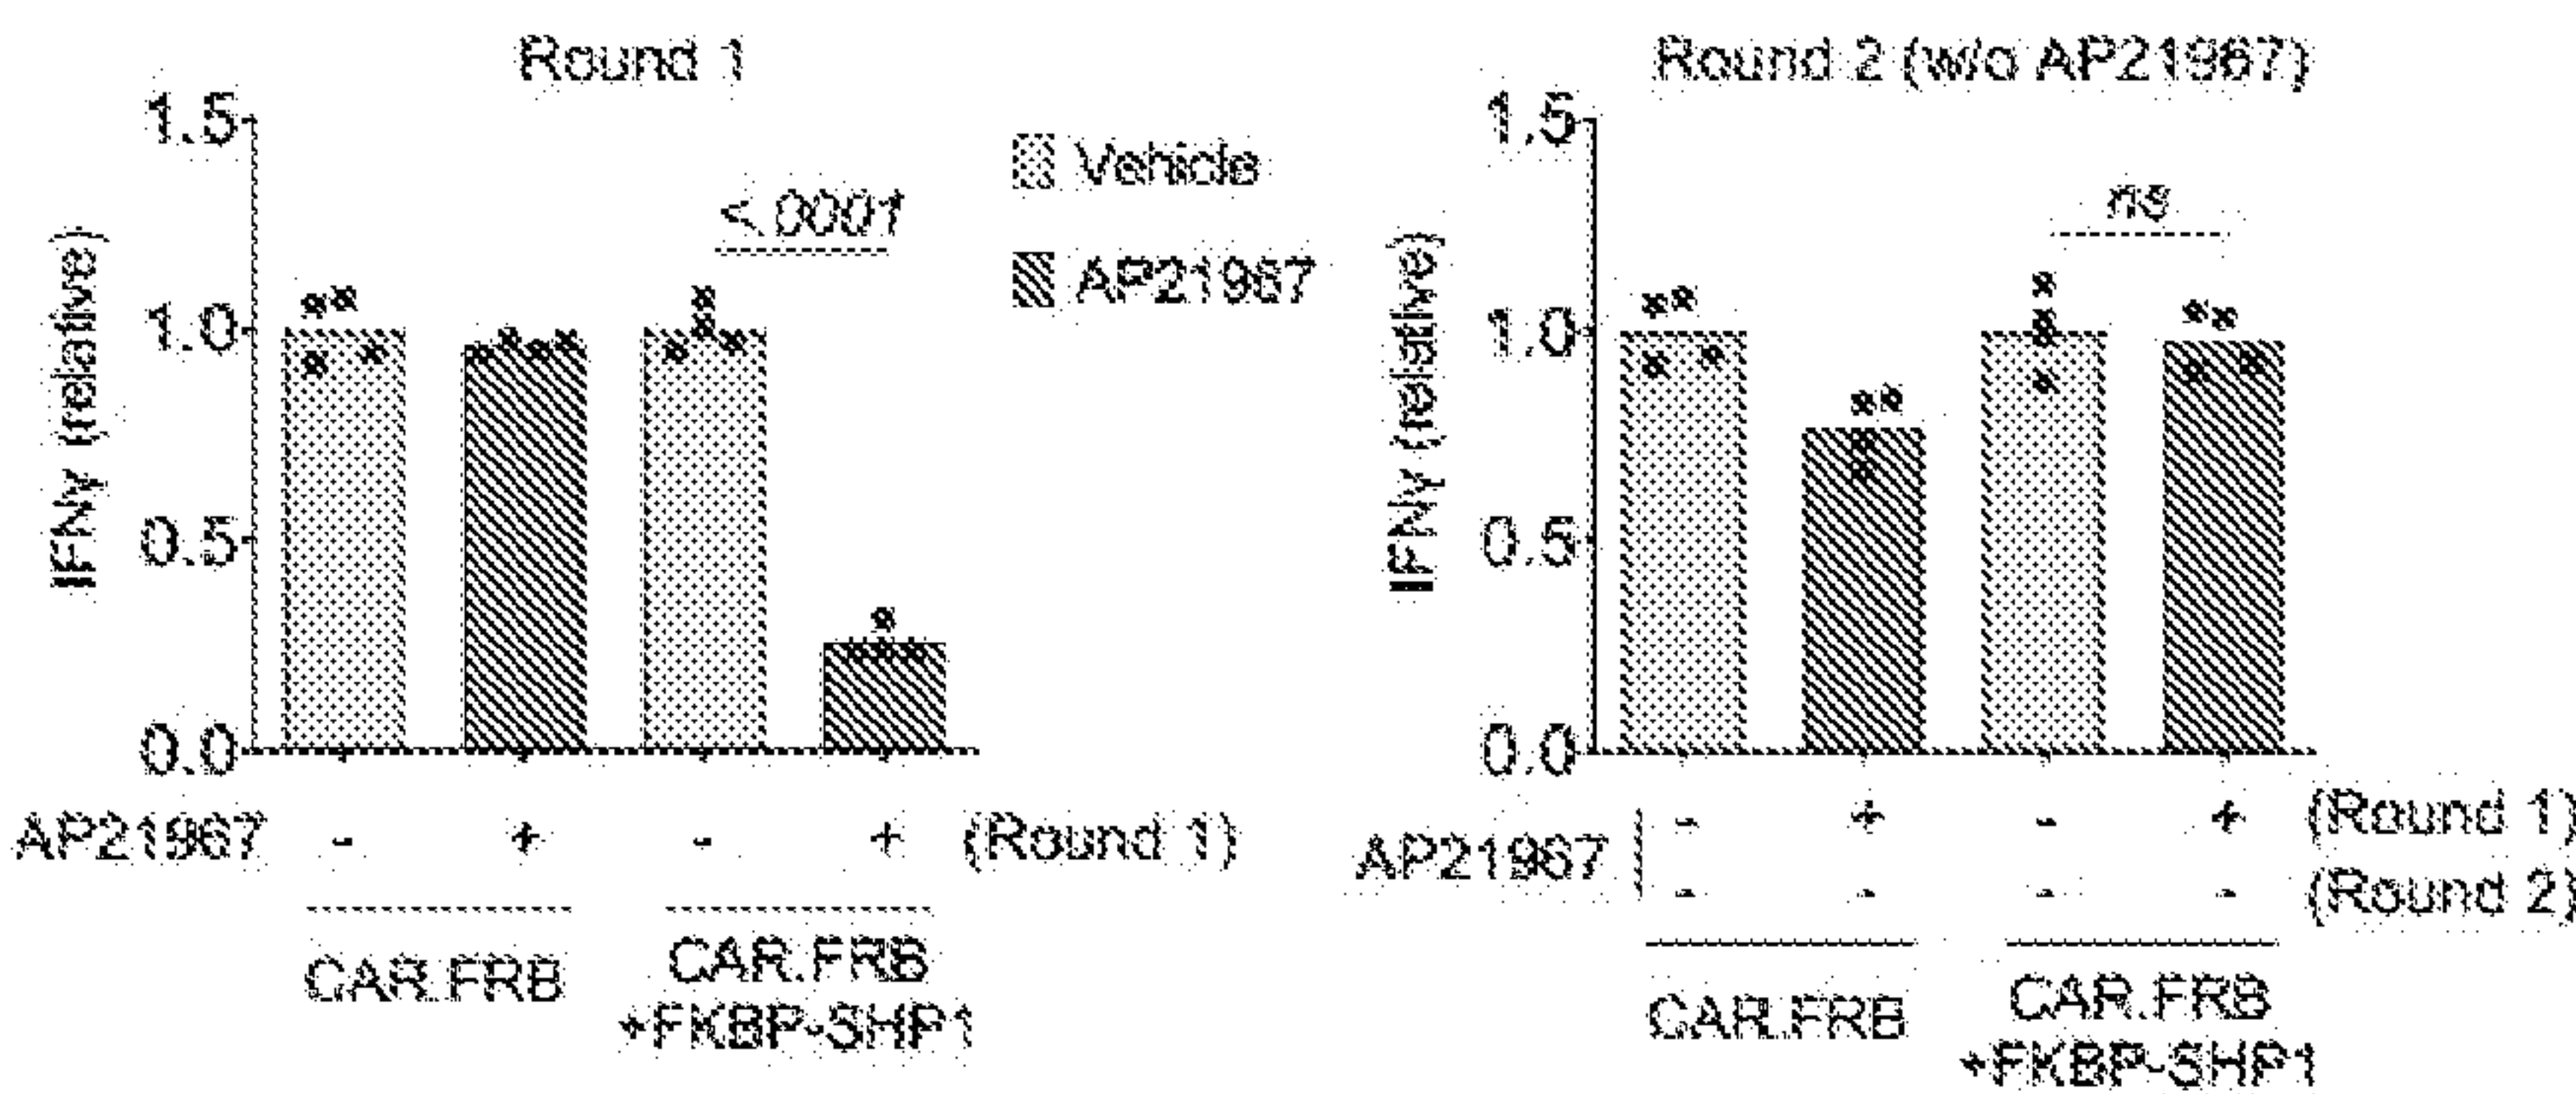 Round 1
1.5
1.0
0.5
0.0
IFNγ (relative)
<.0001
Vehicle
AP21967
AP21967 - + - + (Round 1)
CAR.FRB
CAR.FRB
+FKBP-SHP1
Round 2 (w/o AP21967)
1.5
1.0
0.5
0.0
IFNγ (relative)
ns
AP21967
- + - + (Round 1)
- - - - (Round 2)
CAR.FRB
CAR.FRB
+FKBP-SHP1